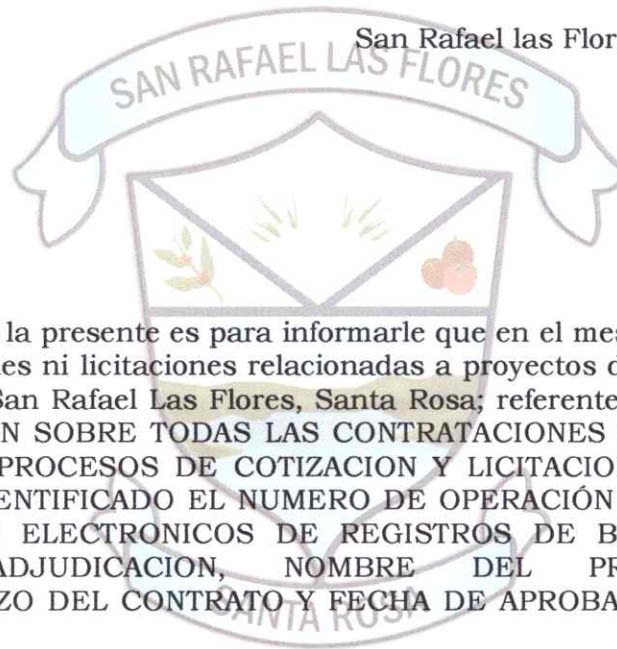 San Rafael las Flor
SAN RAFAEL LAS FLORES
la presente es para informarle que en el mes
es ni licitaciones relacionadas a proyectos d
San Rafael Las Flores, Santa Rosa; referente
N SOBRE TODAS LAS CONTRATACIONES
PROCESOS DE COTIZACION Y LICITACIO
ENTIFICADO EL NUMERO DE OPERACIÓN
ELECTRONICOS DE REGISTROS DE B
ADJUDICACION, NOMBRE DEL PR
ZO DEL CONTRATO Y FECHA DE APROBA
SANTA ROSA